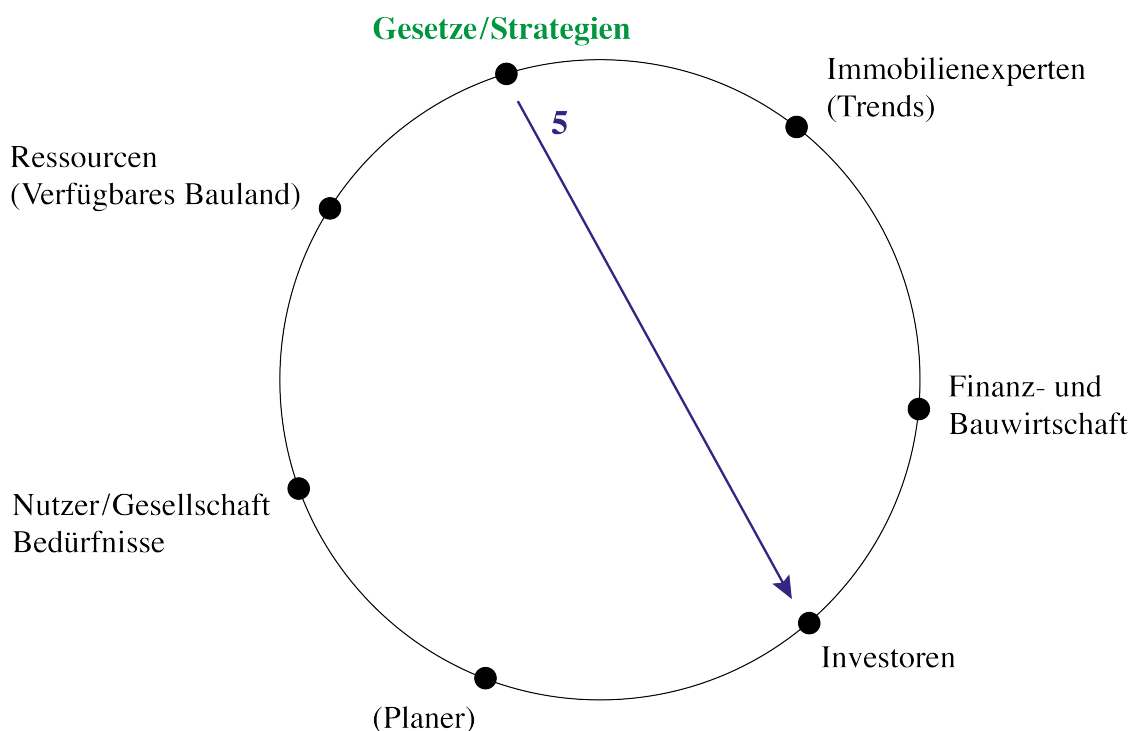 Gesetze/Strategien
Immobilienexperten
(Trends)
5
Ressourcen
(Verfügbares Bauland)
Finanz- und
Bauwirtschaft
Nutzer/Gesellschaft
Bedürfnisse
Investoren
(Planer)